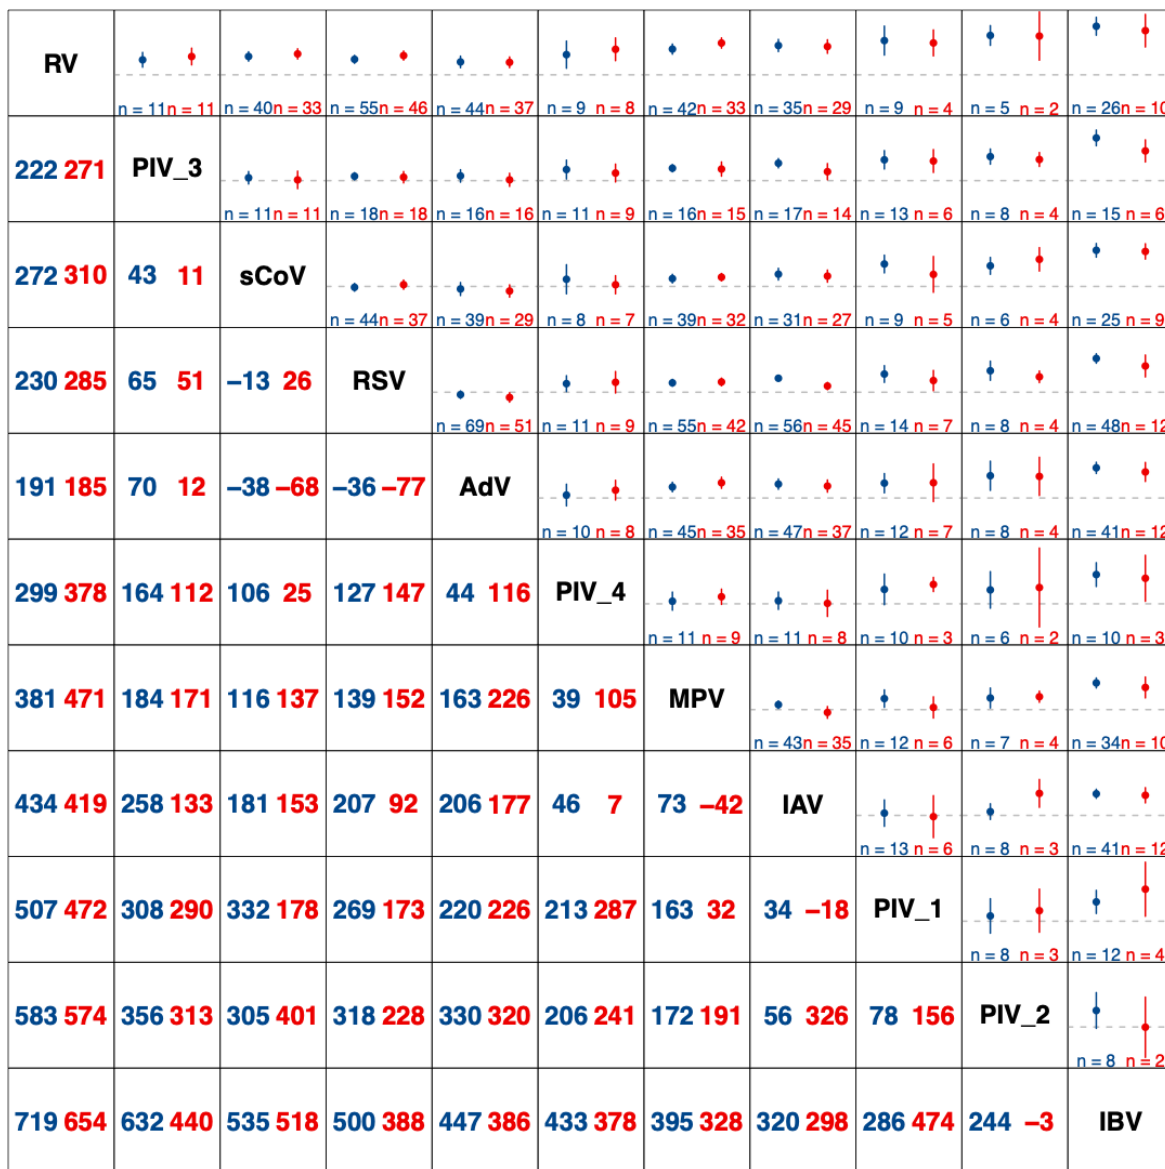 RV
n = 11 n = 11 n = 40 n = 33 n = 55 n = 46 n = 44 n = 37 n = 9 n = 8 n = 42 n = 33 n = 35 n = 29 n = 9 n = 4 n = 5 n = 2 n = 26 n = 10
222 271 PIV_3
n = 11 n = 11 n = 18 n = 18 n = 16 n = 16 n = 11 n = 9 n = 16 n = 15 n = 17 n = 14 n = 13 n = 6 n = 8 n = 4 n = 15 n = 6
272 310 43 11 sCoV
n = 44 n = 37 n = 39 n = 29 n = 8 n = 7 n = 39 n = 32 n = 31 n = 27 n = 9 n = 5 n = 6 n = 4 n = 25 n = 9
230 285 65 51 −13 26 RSV
n = 69 n = 51 n = 11 n = 9 n = 55 n = 42 n = 56 n = 45 n = 14 n = 7 n = 8 n = 4 n = 48 n = 12
191 185 70 12 −38 −68 −36 −77 AdV
n = 10 n = 8 n = 45 n = 35 n = 47 n = 37 n = 12 n = 7 n = 8 n = 4 n = 41 n = 12
299 378 164 112 106 25 127 147 44 116 PIV_4
n = 11 n = 9 n = 11 n = 8 n = 10 n = 3 n = 6 n = 2 n = 10 n = 3
381 471 184 171 116 137 139 152 163 226 39 105 MPV
n = 43 n = 35 n = 12 n = 6 n = 7 n = 4 n = 34 n = 10
434 419 258 133 181 153 207 92 206 177 46 7 73 −42 IAV
n = 13 n = 6 n = 8 n = 3 n = 41 n = 12
507 472 308 290 332 178 269 173 220 226 213 287 163 32 34 −18 PIV_1
n = 8 n = 3 n = 12 n = 4
583 574 356 313 305 401 318 228 330 320 206 241 172 191 56 326 78 156 PIV_2
n = 8 n = 2
719 654 632 440 535 518 500 388 447 386 433 378 395 328 320 298 286 474 244 −3 IBV